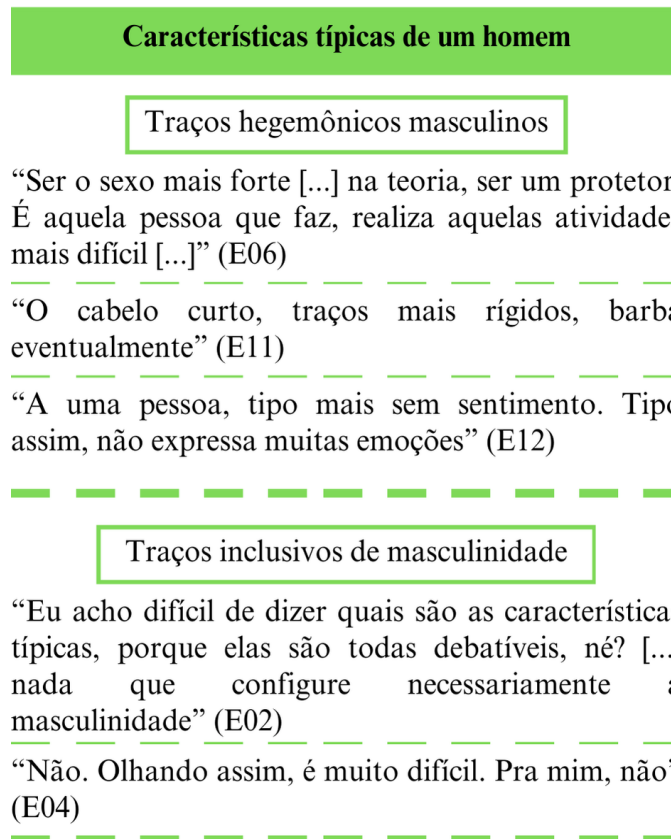 Características típicas de um homem
Traços hegemônicos masculinos
“Ser o sexo mais forte [...] na teoria, ser um protetor
É aquela pessoa que faz, realiza aquelas atividade
mais difícil [...]” (E06)
“O cabelo curto, traços mais rígidos, barba
eventualmente” (E11)
“A uma pessoa, tipo mais sem sentimento. Tipo
assim, não expressa muitas emoções” (E12)
Traços inclusivos de masculinidade
“Eu acho difícil de dizer quais são as característica
típicas, porque elas são todas debatíveis, né? [...
nada que configure necessariamente a
masculinidade” (E02)
“Não. Olhando assim, é muito difícil. Pra mim, não”
(E04)